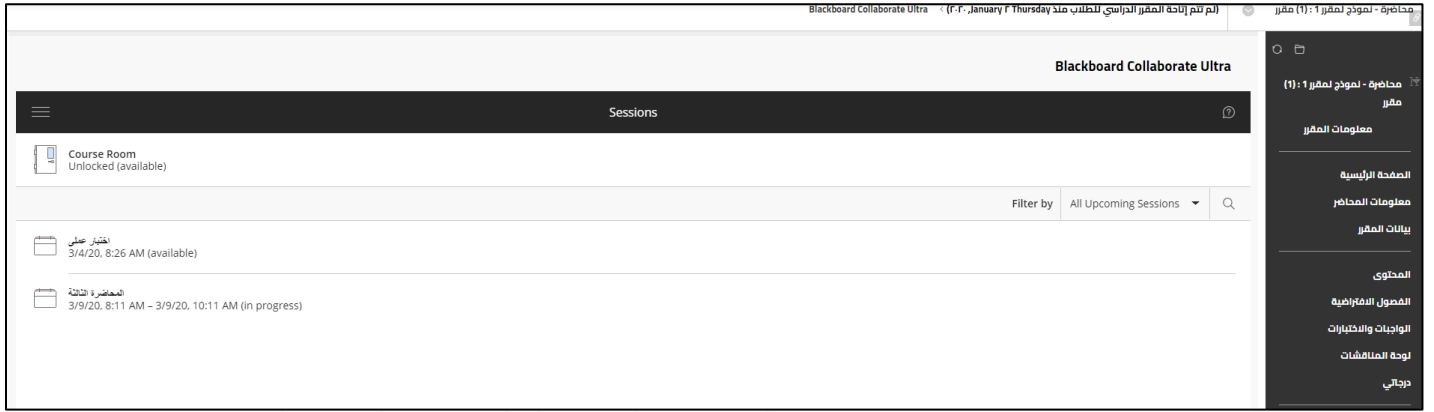 محاضرة - نموذج لمقرر 1 : (1) مقرر
(لم تتم إتاحة المقرر الدراسي للطلاب منذ January ٢ Thursday, ٢٠٢٠) > Blackboard Collaborate Ultra
Blackboard Collaborate Ultra
Sessions
Course Room
Unlocked (available)
Filter by All Upcoming Sessions
اختبار عملي
3/4/20, 8:26 AM (available)
المحاضرة الثالثة
3/9/20, 8:11 AM – 3/9/20, 10:11 AM (in progress)
محاضرة - نموذج لمقرر 1 : (1)
مقرر
معلومات المقرر
الصفحة الرئيسية
معلومات المحاضر
بيانات المقرر
المحتوى
الفصول الافتراضية
الواجبات والاختبارات
لوحة المناقشات
درجاتي